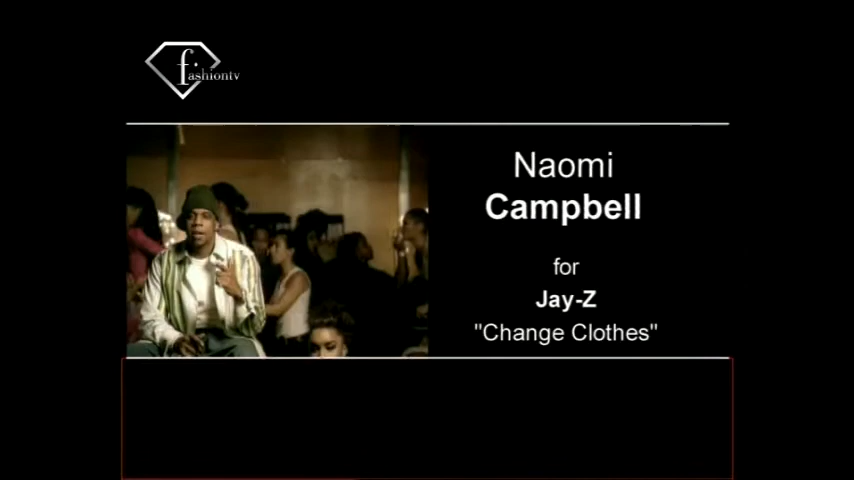 fashiontv
Naomi
Campbell
for
Jay-Z
"Change Clothes"